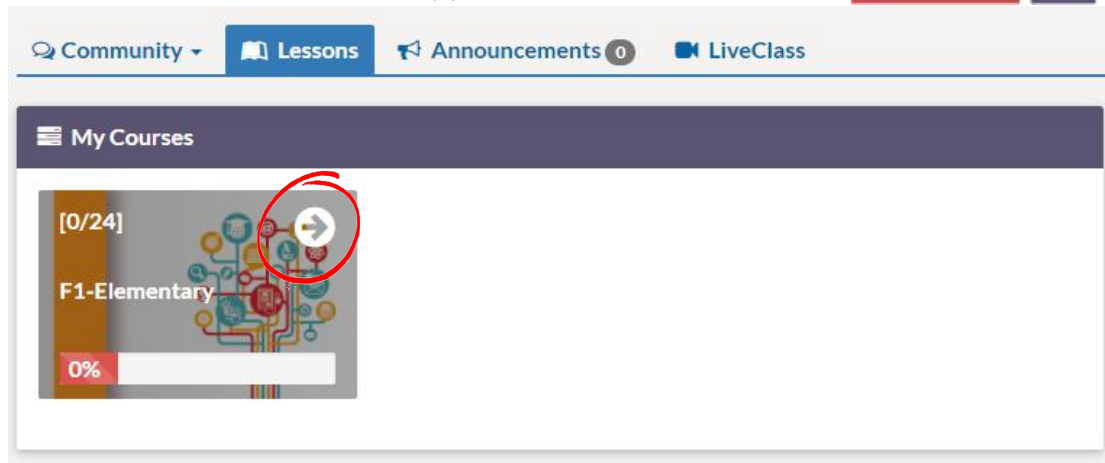 Community Lessons Announcements 0 LiveClass
My Courses
[0/24]
F1-Elementary
0%